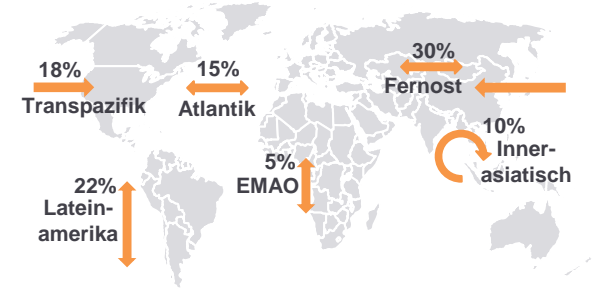 18%
Transpazifik
15%
Atlantik
30%
Fernost
10%
Inner-
asiatisch
22%
Latein-
amerika
5%
EMAO